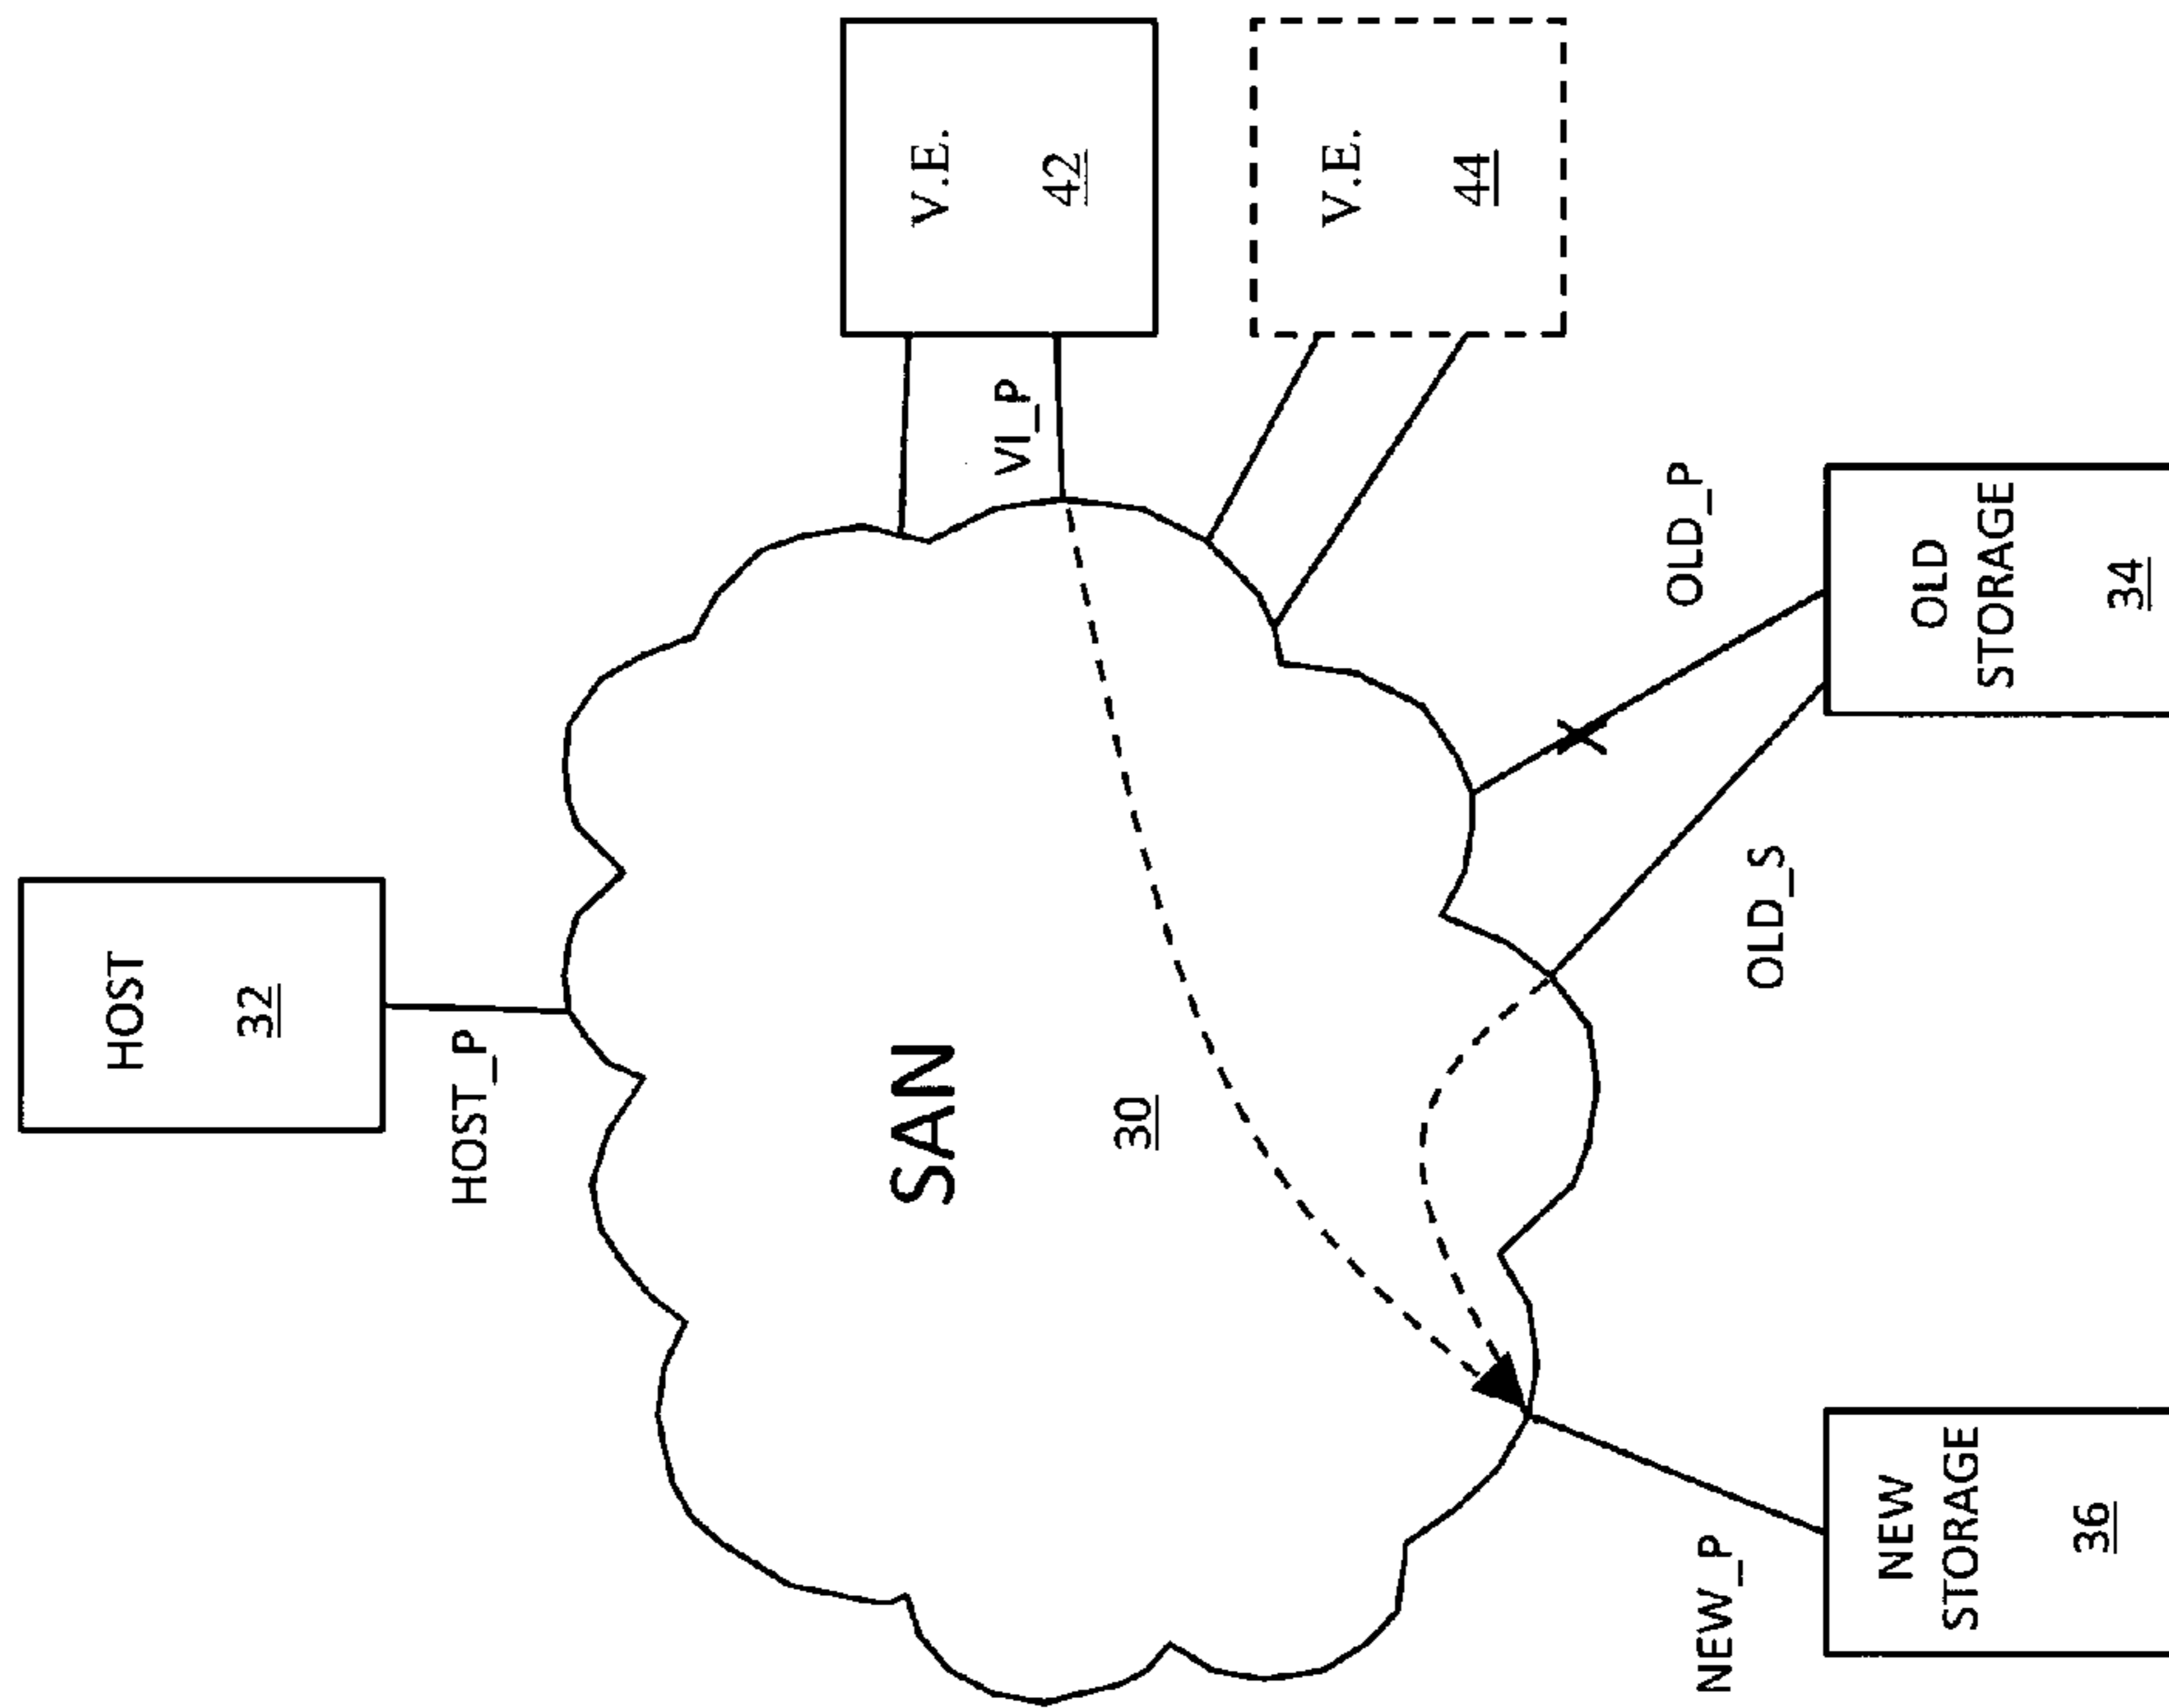 HOST
32
HOST_P
SAN
30
V.E.
42
VI_P
V.E.
44
NEW_P
NEW
STORAGE
36
OLD_S
OLD_P
OLD
STORAGE
34